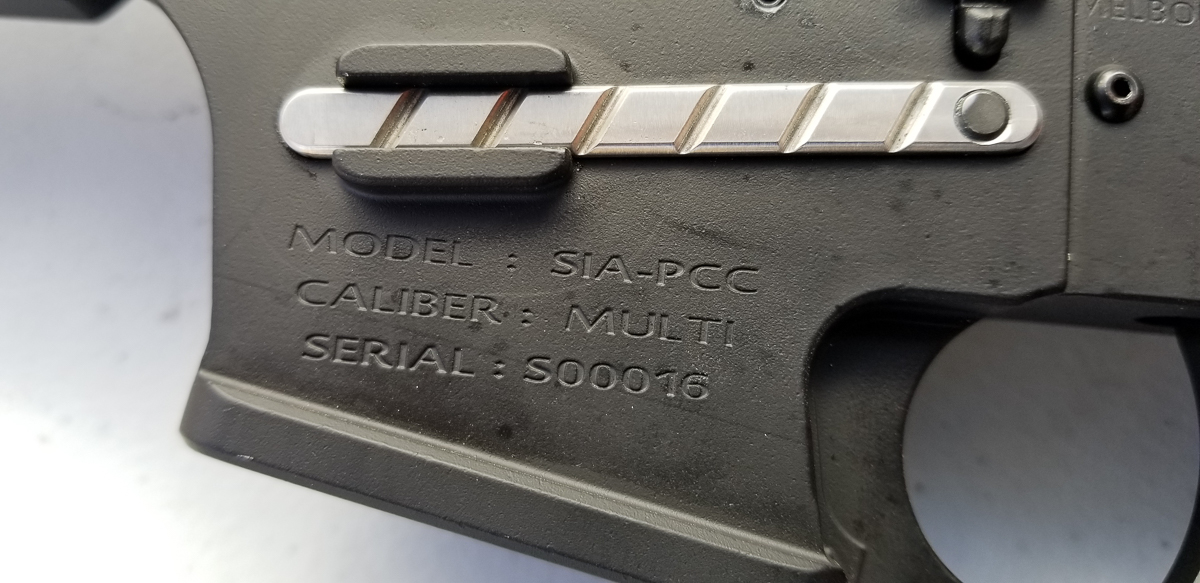 MODEL : SIA-PCC
CALIBER : MULTI
SERIAL : S00016